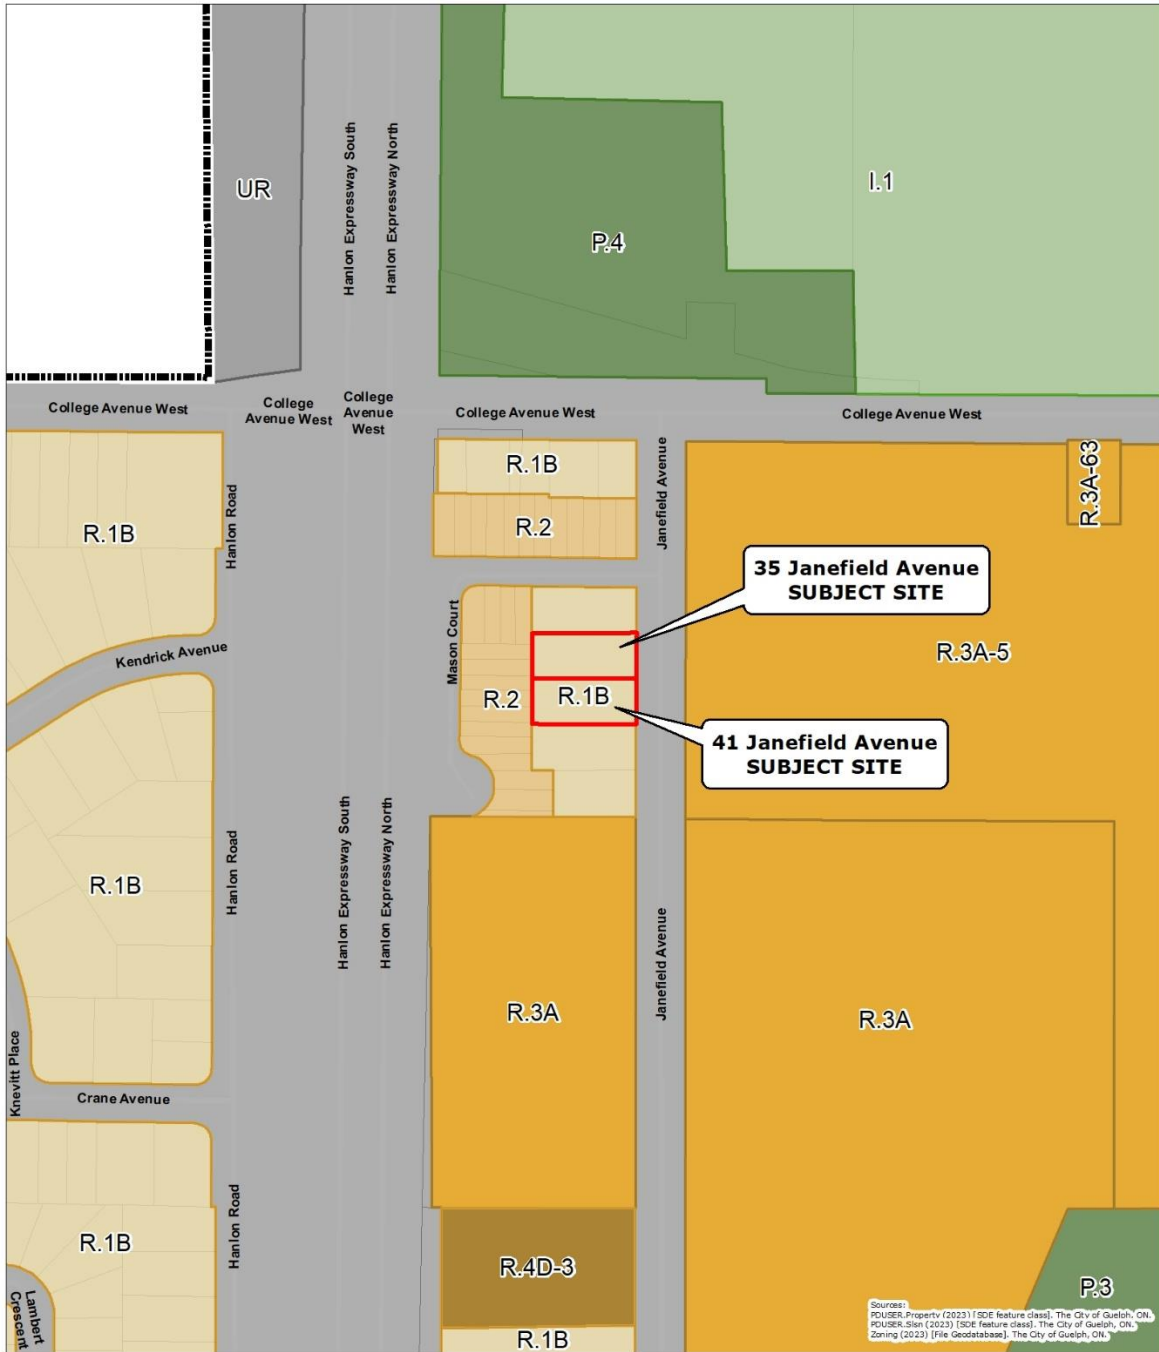 UR
Hanlon Expressway South
Hanlon Expressway North
P.4
I.1
College Avenue West
College
Avenue West
College
Avenue
West
College Avenue West
College Avenue West
R.1B
Hanlon Road
R.1B
R.2
Janefield Avenue
R.3A-63
35 Janefield Avenue
SUBJECT SITE
R.3A-5
Kendrick Avenue
Mason Court
R.2
R.1B
41 Janefield Avenue
SUBJECT SITE
R.1B
Hanlon Road
Hanlon Expressway South
Hanlon Expressway North
Janefield Avenue
R.3A
R.3A
Knevitt Place
Crane Avenue
R.1B
Hanlon Road
Lambert
Crescent
R.4D-3
R.1B
P.3
Sources:
PDUSER.Property (2023) [SDE feature class]. The City of Guelph, ON.
PDUSER.Slsn (2023) [SDE feature class]. The City of Guelph, ON.
Zoning (2023) [File Geodatabase]. The City of Guelph, ON.